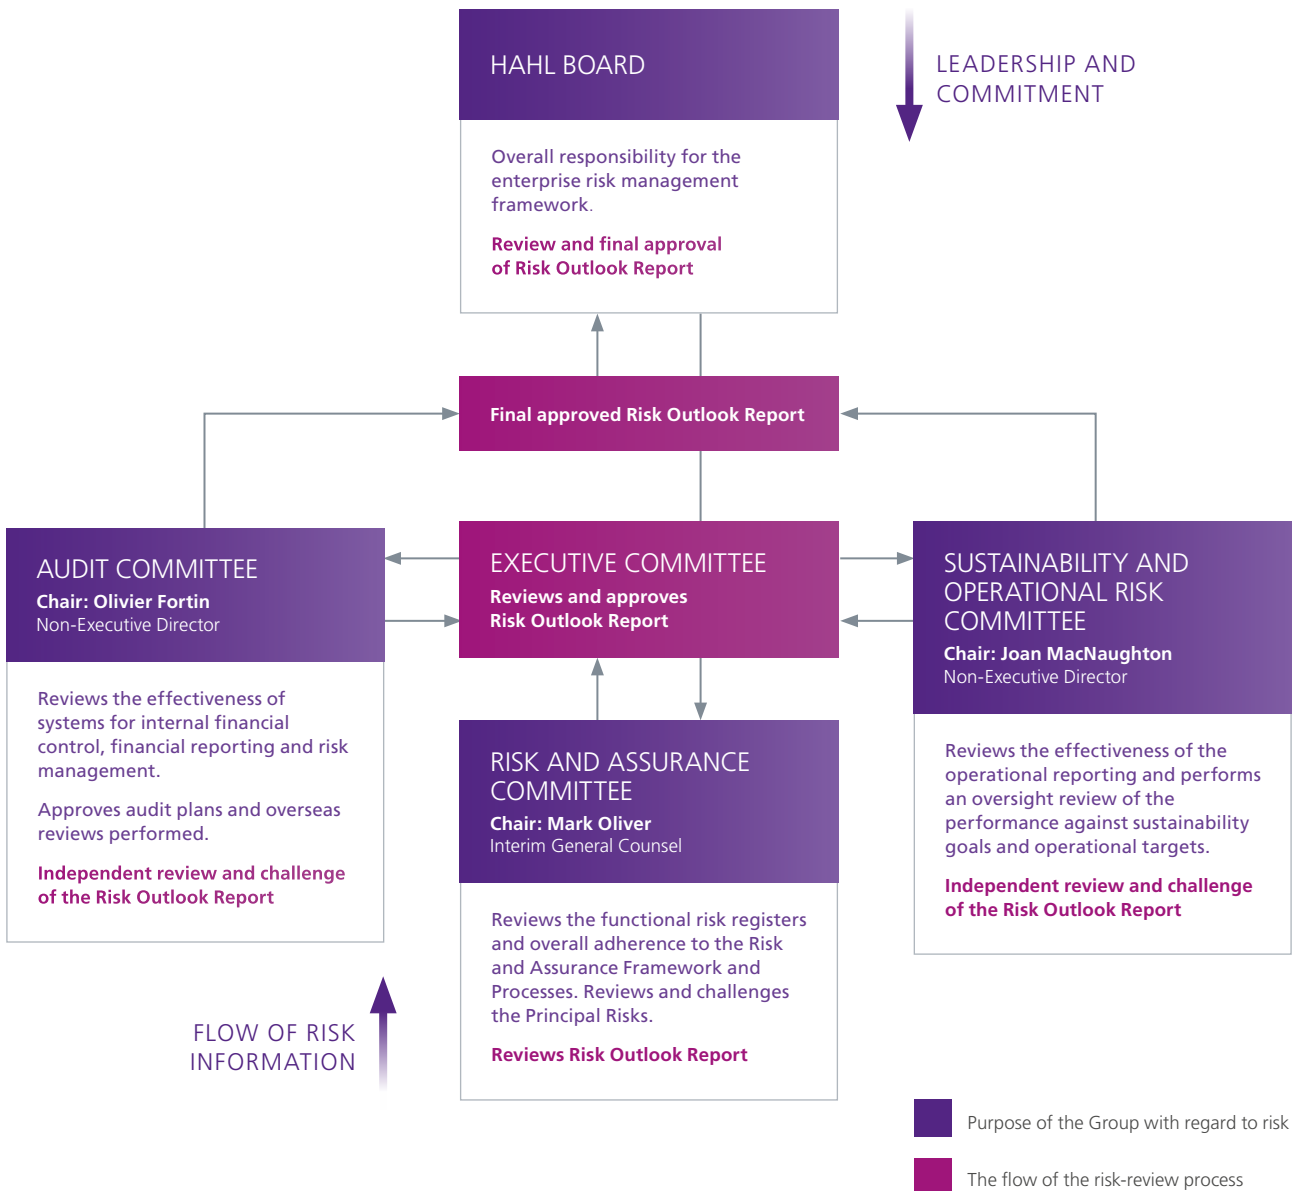 HAHL BOARD
Overall responsibility for the
enterprise risk management
framework.
Review and final approval
of Risk Outlook Report
LEADERSHIP AND
COMMITMENT
Final approved Risk Outlook Report
AUDIT COMMITTEE
Chair: Olivier Fortin
Non-Executive Director
Reviews the effectiveness of
systems for internal financial
control, financial reporting and risk
management.
Approves audit plans and overseas
reviews performed.
Independent review and challenge
of the Risk Outlook Report
EXECUTIVE COMMITTEE
Reviews and approves
Risk Outlook Report
SUSTAINABILITY AND
OPERATIONAL RISK
COMMITTEE
Chair: Joan MacNaughton
Non-Executive Director
Reviews the effectiveness of the
operational reporting and performs
an oversight review of the
performance against sustainability
goals and operational targets.
Independent review and challenge
of the Risk Outlook Report
RISK AND ASSURANCE
COMMITTEE
Chair: Mark Oliver
Interim General Counsel
Reviews the functional risk registers
and overall adherence to the Risk
and Assurance Framework and
Processes. Reviews and challenges
the Principal Risks.
Reviews Risk Outlook Report
FLOW OF RISK
INFORMATION
Purpose of the Group with regard to risk
The flow of the risk-review process